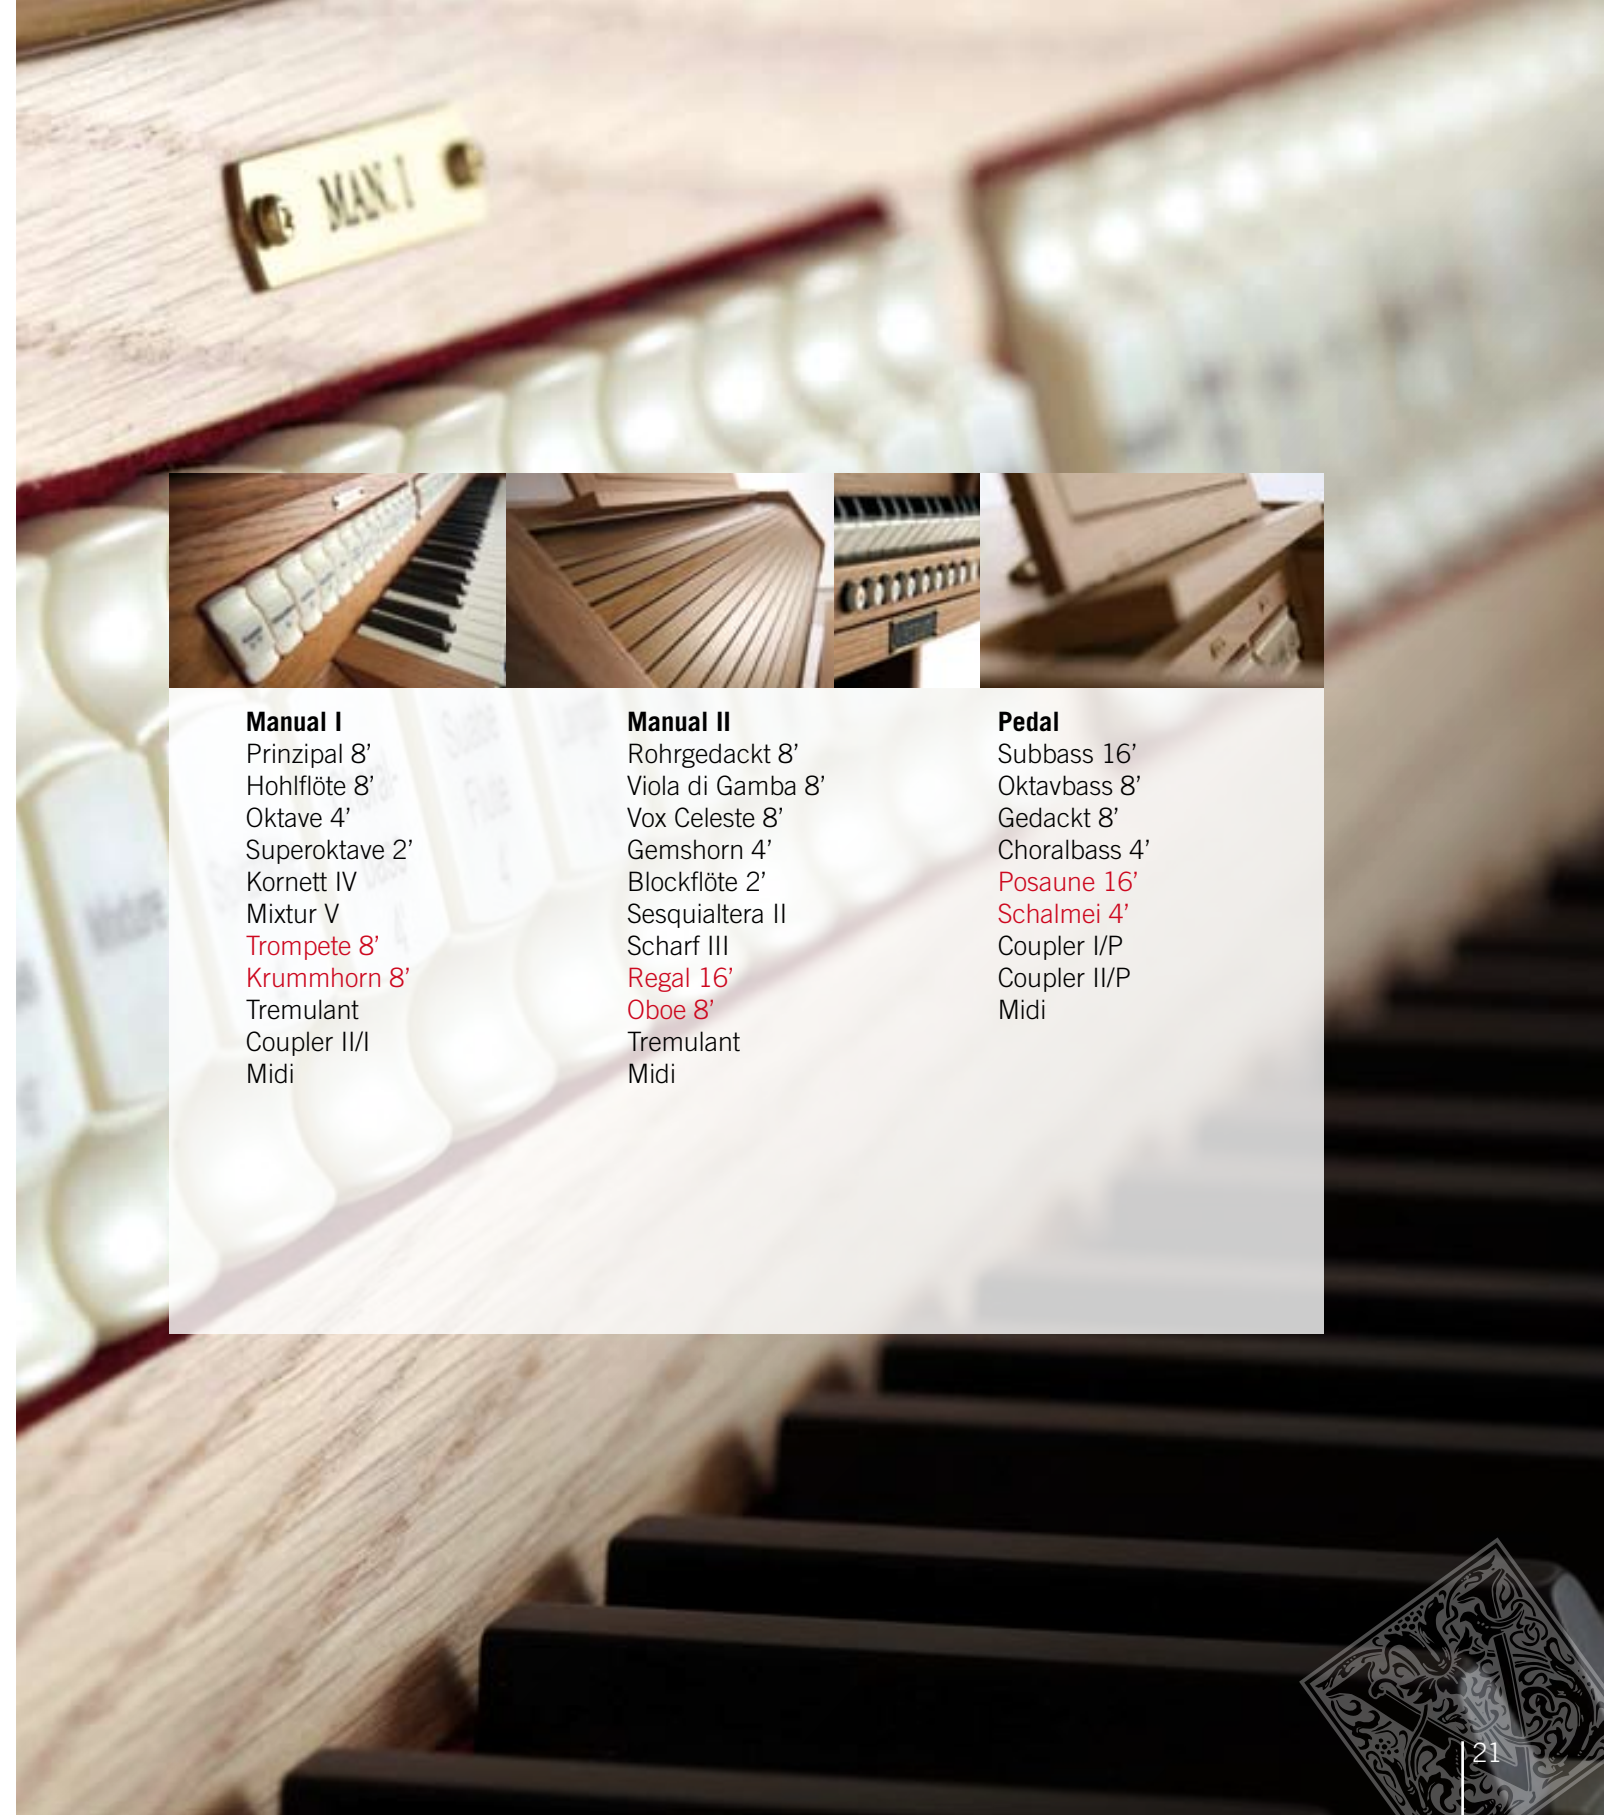 MAN. I
Manual I
Prinzipal 8’
Hohlflöte 8’
Oktave 4’
Superoktave 2’
Kornett IV
Mixtur V
Trompete 8’
Krummhorn 8’
Tremulant
Coupler II/I
Midi
Manual II
Rohrgedackt 8’
Viola di Gamba 8’
Vox Celeste 8’
Gemshorn 4’
Blockflöte 2’
Sesquialtera II
Scharf III
Regal 16’
Oboe 8’
Tremulant
Midi
Pedal
Subbass 16’
Oktavbass 8’
Gedackt 8’
Choralbass 4’
Posaune 16’
Schalmei 4’
Coupler I/P
Coupler II/P
Midi
Mixture
Flute
4
21